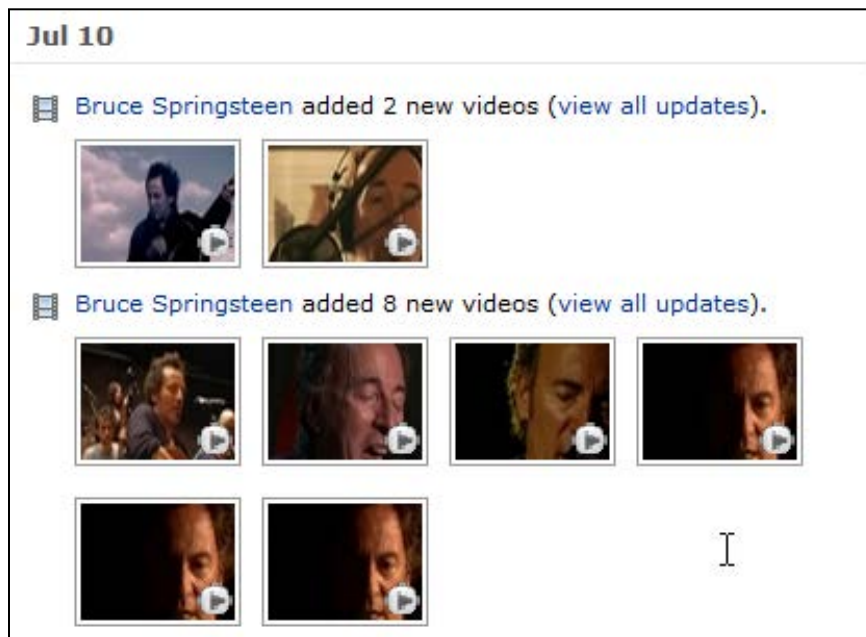 Jul 10
Bruce Springsteen added 2 new videos (view all updates).
Bruce Springsteen added 8 new videos (view all updates).